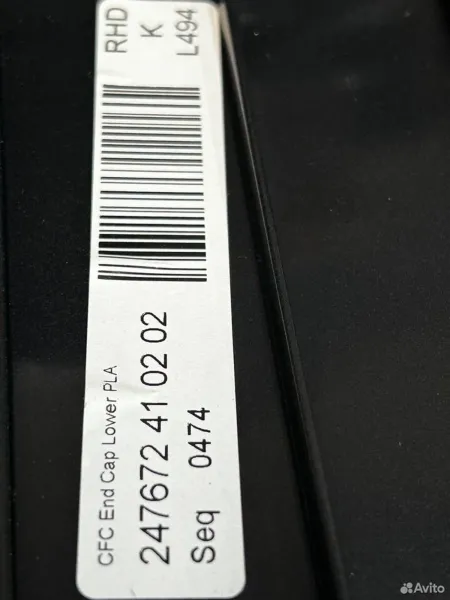 CFC End Cap Lower PLA
247672 41 02 02
Seq 0474
RHD
K
L494
Avito